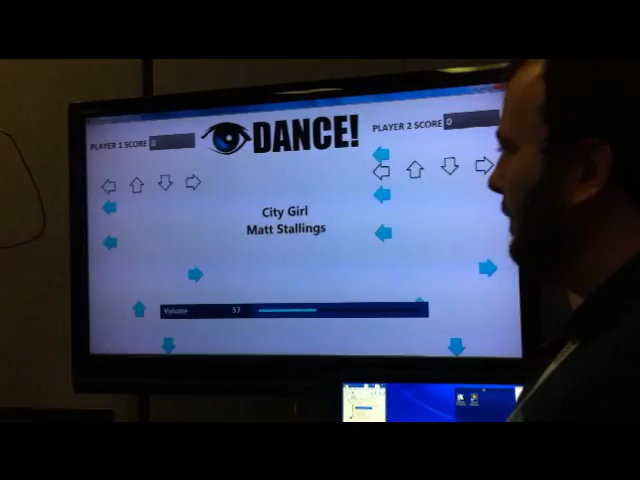 PLAYER 1 SCORE 0
DANCE!
PLAYER 2 SCORE 0
City Girl
Matt Stallings
Volume 57